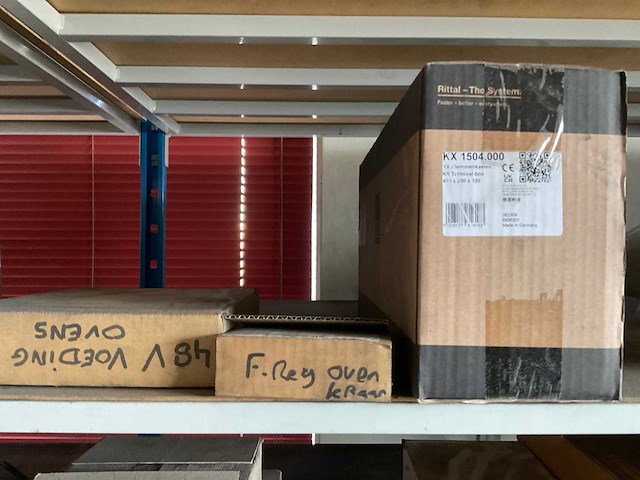 Rittal – The System.
Faster – better – everywhere.
KX 1504.000
KX Terminal box
Made in Germany
48V VOEDING
OVENS
F.Reg oven
kraan